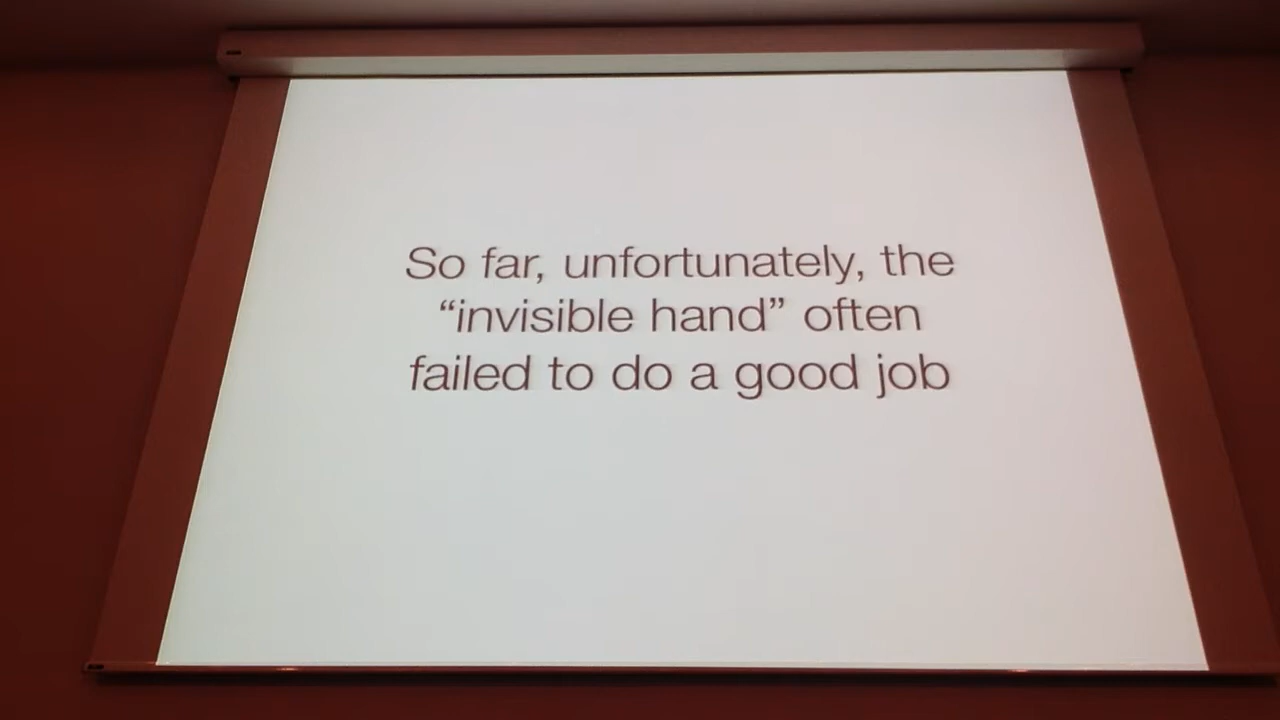 So far, unfortunately, the
“invisible hand” often
failed to do a good job